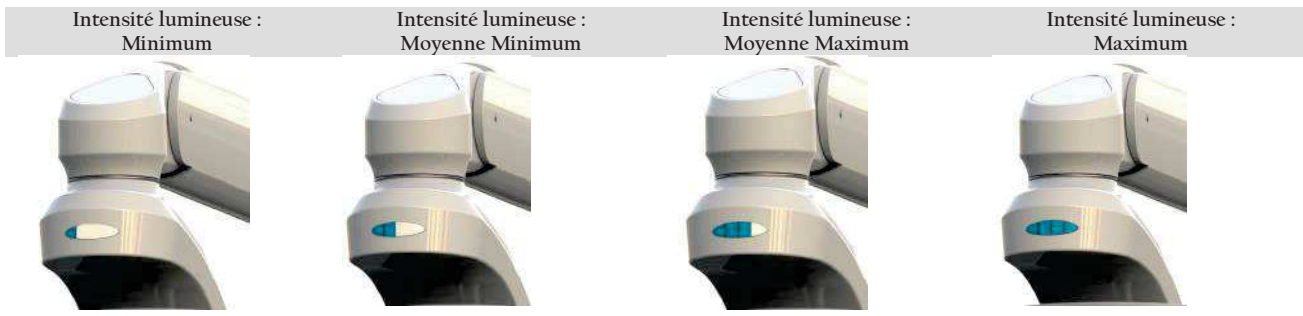 Intensité lumineuse :
Minimum
Intensité lumineuse :
Moyenne Minimum
Intensité lumineuse :
Moyenne Maximum
Intensité lumineuse :
Maximum